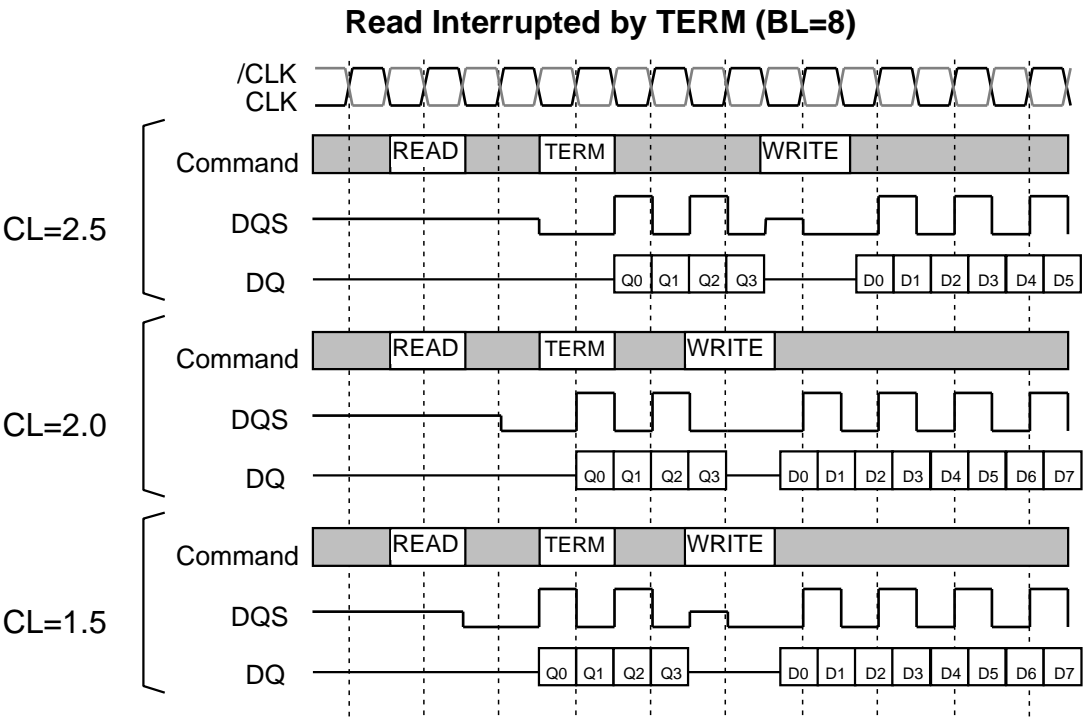 Read Interrupted by TERM (BL=8)
/CLK
CLK
Command READ TERM WRITE
CL=2.5 DQS
DQ Q0 Q1 Q2 Q3 D0 D1 D2 D3 D4 D5
Command READ TERM WRITE
CL=2.0 DQS
DQ Q0 Q1 Q2 Q3 D0 D1 D2 D3 D4 D5 D6 D7
Command READ TERM WRITE
CL=1.5 DQS
DQ Q0 Q1 Q2 Q3 D0 D1 D2 D3 D4 D5 D6 D7